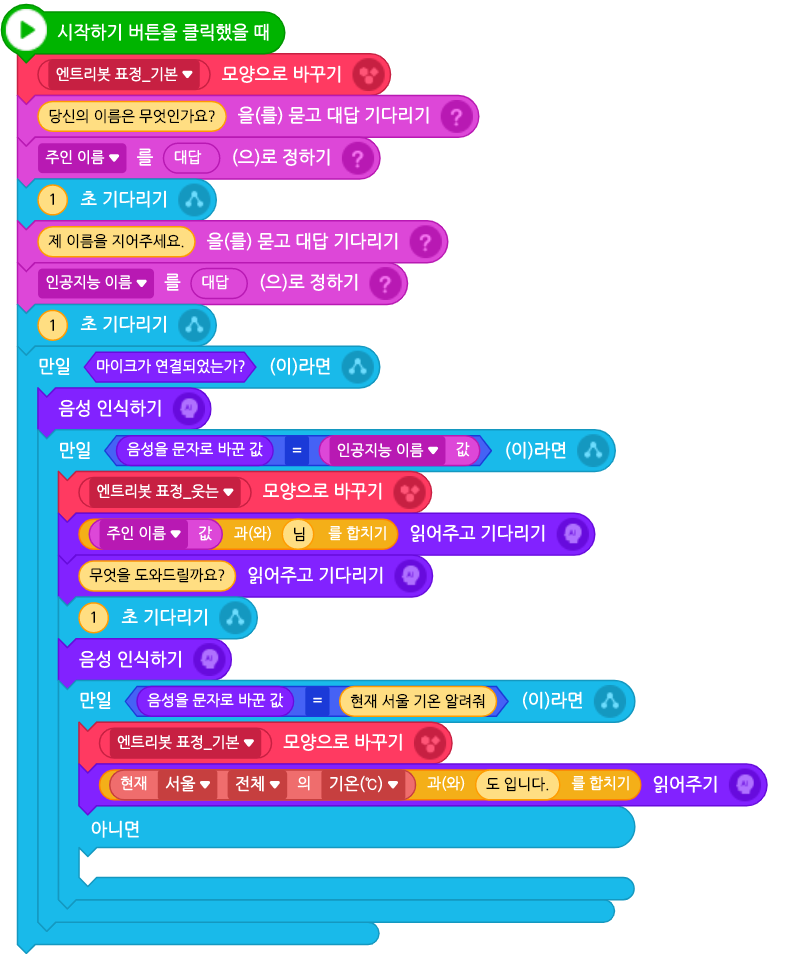 시작하기 버튼을 클릭했을 때
엔트리봇 표정_기본 모양으로 바꾸기
당신의 이름은 무엇인가요? 을(를) 묻고 대답 기다리기 ?
주인 이름 를 대답 (으)로 정하기 ?
1 초 기다리기
제 이름을 지어주세요. 을(를) 묻고 대답 기다리기 ?
인공지능 이름 를 대답 (으)로 정하기 ?
1 초 기다리기
만일 마이크가 연결되었는가? (이)라면
음성 인식하기
만일 음성을 문자로 바꾼 값 = 인공지능 이름 값 (이)라면
엔트리봇 표정_웃는 모양으로 바꾸기
주인 이름 값 과(와) 님 를 합치기 읽어주고 기다리기
무엇을 도와드릴까요? 읽어주고 기다리기
1 초 기다리기
음성 인식하기
만일 음성을 문자로 바꾼 값 = 현재 서울 기온 알려줘 (이)라면
엔트리봇 표정_기본 모양으로 바꾸기
현재 서울 전체 의 기온(℃) 과(와) 도 입니다. 를 합치기 읽어주기
아니면